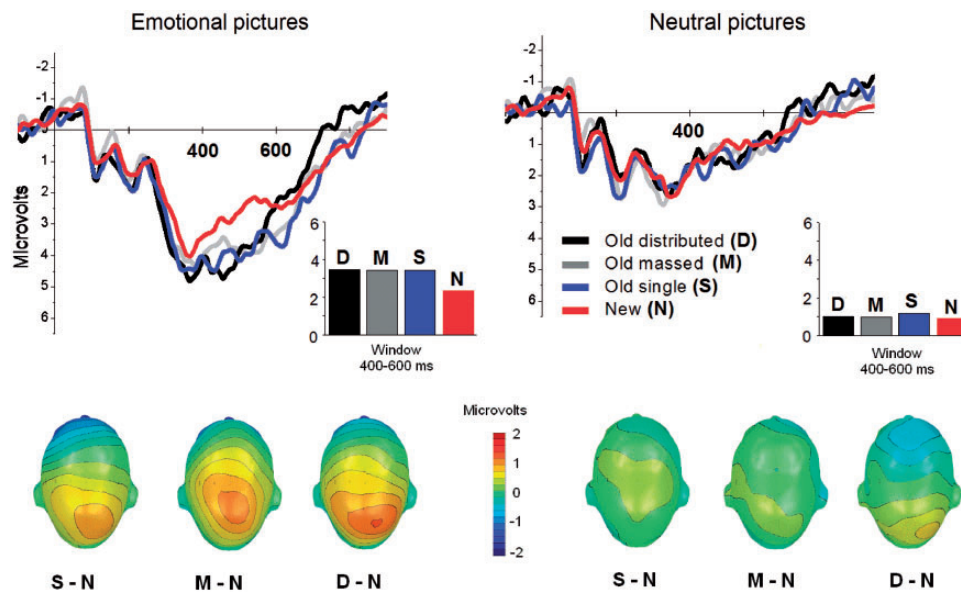 Emotional pictures
Neutral pictures
-2
-1
0
1
2
3
4
5
6
Microvolts
400
600
6
4
2
0
D
M
S
N
Window
400-600 ms
-2
-1
0
1
2
3
4
5
6
400
Old distributed (D)
Old massed (M)
Old single (S)
New (N)
6
4
2
0
D
M
S
N
Window
400-600 ms
Microvolts
2
1
0
-1
-2
S - N
M - N
D - N
S - N
M - N
D - N